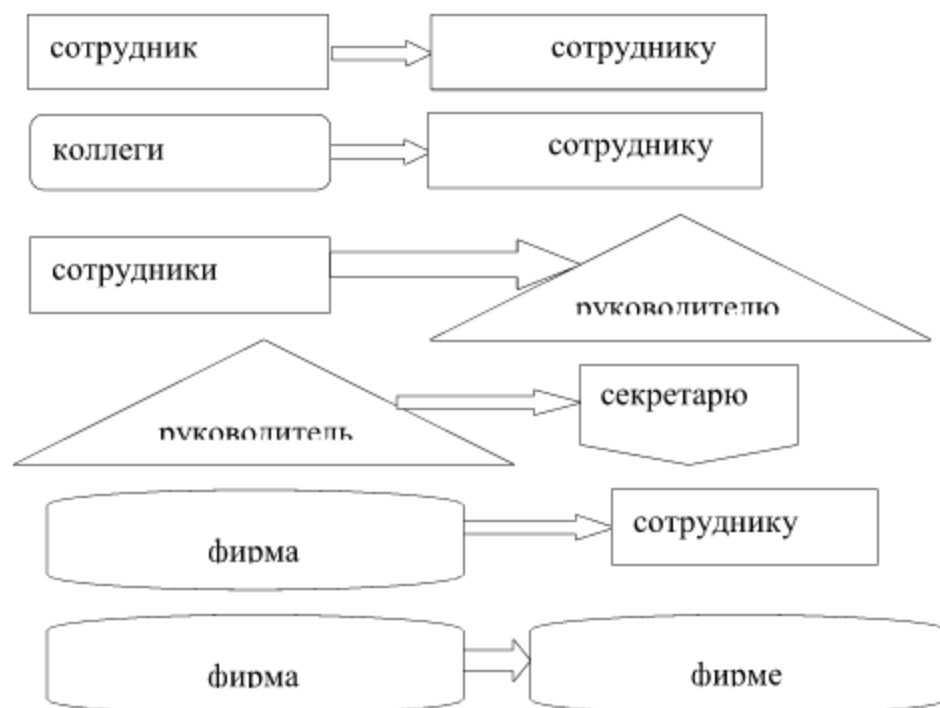 сотрудник сотруднику
коллеги сотруднику
сотрудники
руководителю
руководитель
секретарю
фирма
сотруднику
фирма фирме